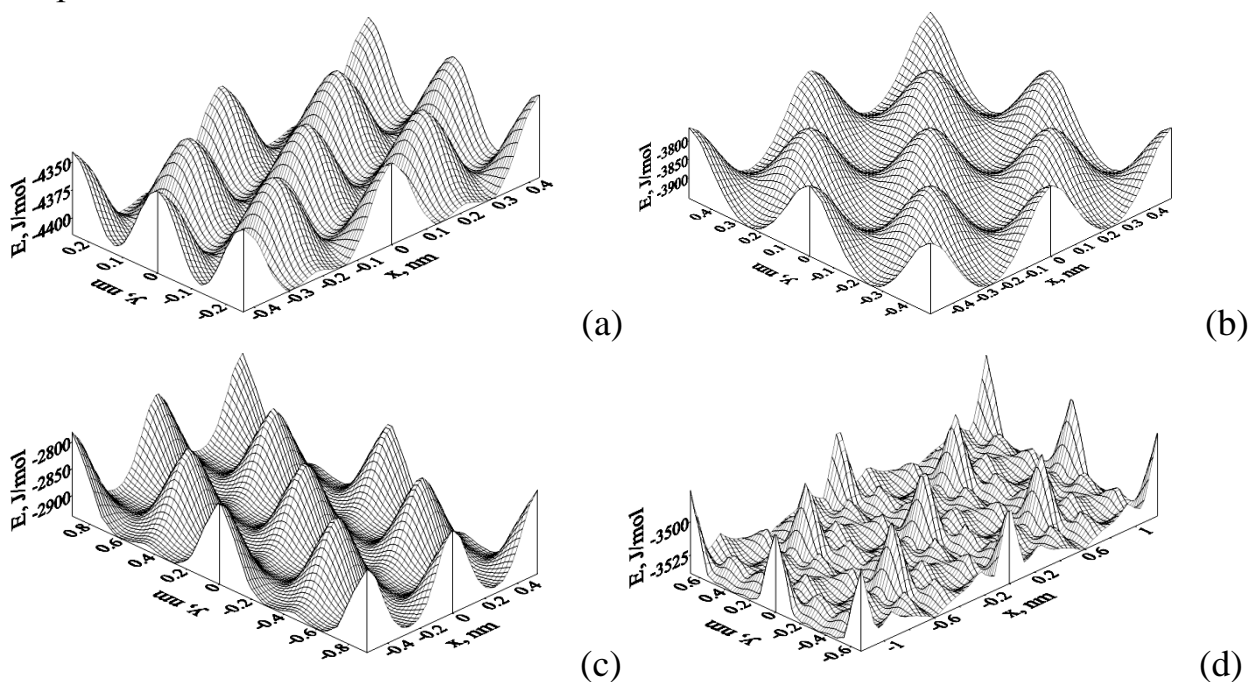 E, J/mol
-4350
-4375
-4400
0.2 0.1 0 -0.1 -0.2
y, nm
-0.4 -0.3 -0.2 -0.1 0 0.1 0.2 0.3 0.4
x, nm
(a)
E, J/mol
-3800
-3850
-3900
0.4 0.3 0.2 0.1 0 -0.1 -0.2 -0.3 -0.4
y, nm
-0.4 -0.3 -0.2 -0.1 0 0.1 0.2 0.3 0.4
x, nm
(b)
E, J/mol
-2800
-2850
-2900
0.8 0.6 0.4 0.2 0 -0.2 -0.4 -0.6 -0.8
y, nm
-0.4 -0.2 0 0.2 0.4
x, nm
(c)
E, J/mol
-3500
-3525
0.6 0.4 0.2 0 -0.2 -0.4 -0.6
y, nm
-1 -0.6 -0.2 0.2 0.6 1
x, nm
(d)